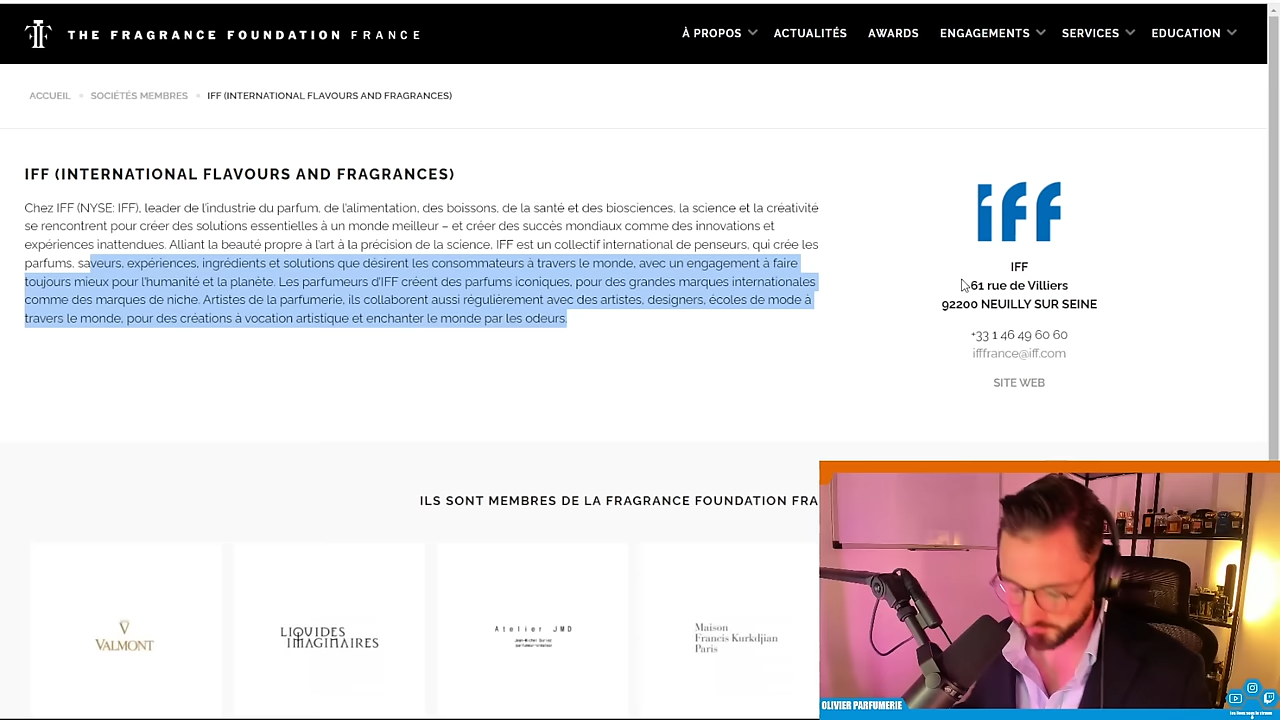 THE FRAGRANCE FOUNDATION FRANCE
À PROPOS ACTUALITÉS AWARDS ENGAGEMENTS SERVICES EDUCATION
ACCUEIL SOCIÉTÉS MEMBRES IFF (INTERNATIONAL FLAVOURS AND FRAGRANCES)
IFF (INTERNATIONAL FLAVOURS AND FRAGRANCES)
Chez IFF (NYSE: IFF), leader de l'industrie du parfum, de l'alimentation, des boissons, de la santé et des biosciences, la science et la créativité
se rencontrent pour créer des solutions essentielles à un monde meilleur – et créer des succès mondiaux comme des innovations et
expériences inattendues. Alliant la beauté propre à l'art à la précision de la science, IFF est un collectif international de penseurs, qui crée les
parfums, saveurs, expériences, ingrédients et solutions que désirent les consommateurs à travers le monde, avec un engagement à faire
toujours mieux pour l'humanité et la planète. Les parfumeurs d'IFF créent des parfums iconiques, pour des grandes marques internationales
comme des marques de niche. Artistes de la parfumerie, ils collaborent aussi régulièrement avec des artistes, designers, écoles de mode à
travers le monde, pour des créations à vocation artistique et enchanter le monde par les odeurs.
iff
IFF
61 rue de Villiers
92200 NEUILLY SUR SEINE
+33 1 46 49 60 60
ifffrance@iff.com
SITE WEB
ILS SONT MEMBRES DE LA FRAGRANCE FOUNDATION FRA
VALMONT
LIQUIDES IMAGINAIRES
Atelier JMD
Maison
Francis Kurkdjian
Paris
OLIVIER PARFUMERIE